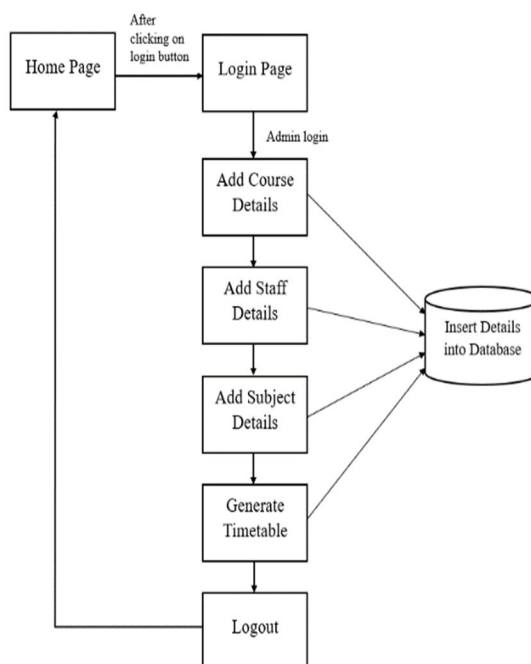 After
clicking on
login button
Home Page
Login Page
Admin login
Add Course
Details
Add Staff
Details
Insert Details
into Database
Add Subject
Details
Generate
Timetable
Logout